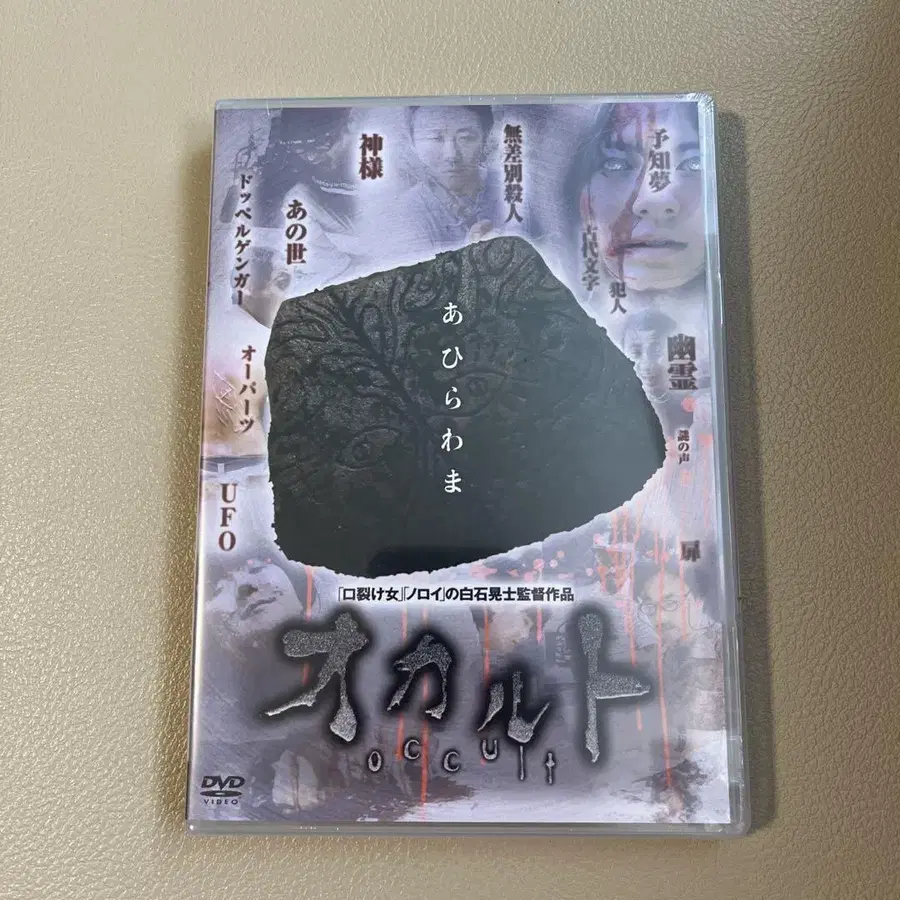 神様
無差別殺人
予知夢
ドッペルゲンガー
あの世
古代文字
犯人
あひらわま
オーパーツ
幽霊
謎の声
UFO
扉
「口裂け女」「ノロイ」の白石晃士監督作品
オカルト
occult
DVD
VIDEO